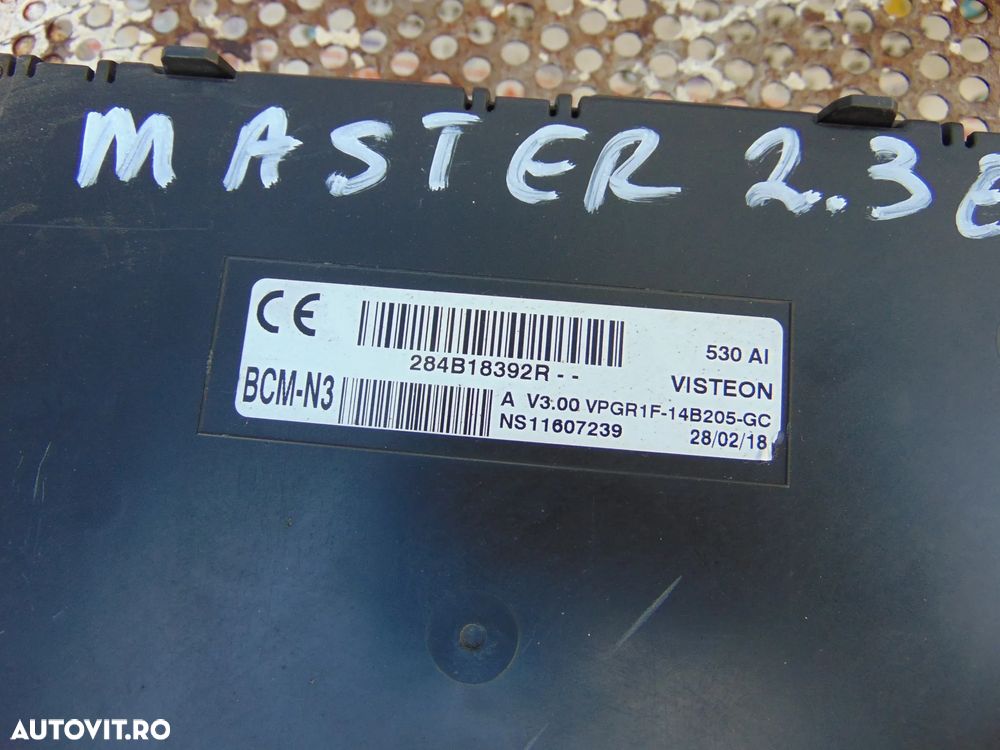 MASTER 2.3
CE
284B18392R - -
530 AI
VISTEON
BCM-N3
A V3.00 VPGR1F-14B205-GC
NS11607239
28/02/18
AUTOVIT.RO